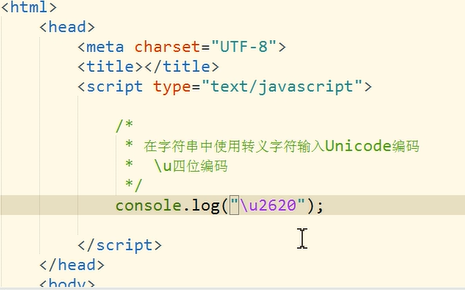 <html>
<head>
<meta charset="UTF-8">
<title></title>
<script type="text/javascript">
/*
* 在字符串中使用转义字符输入Unicode编码
* \u四位编码
*/
console.log("\u2620");
</script>
</head>
<body>